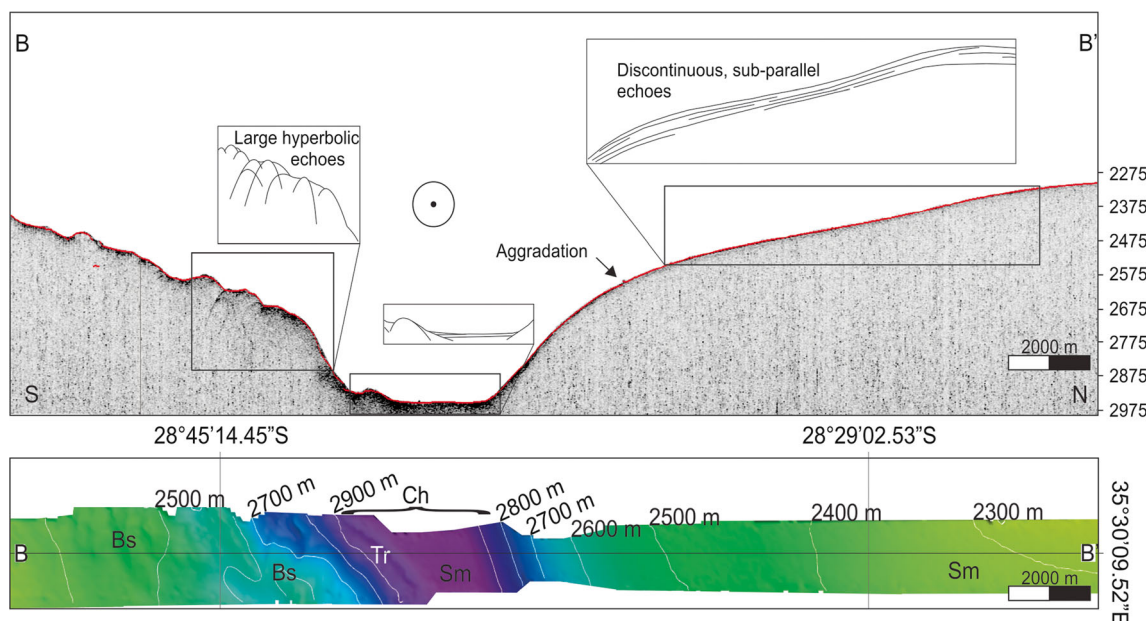 B
B'
Discontinuous, sub-parallel
echoes
Large hyperbolic
echoes
Aggradation
2275
2375
2475
2575
2675
2775
2875
2975
2000 m
S
N
28°45'14.45"S
28°29'02.53"S
2500 m
2700 m
2900 m
Ch
2800 m
2700 m
2600m
2500m
2400 m
2300 m
Bs
B
Bs
Tr
Sm
Sm
B'
2000 m
35°30'09.52"E